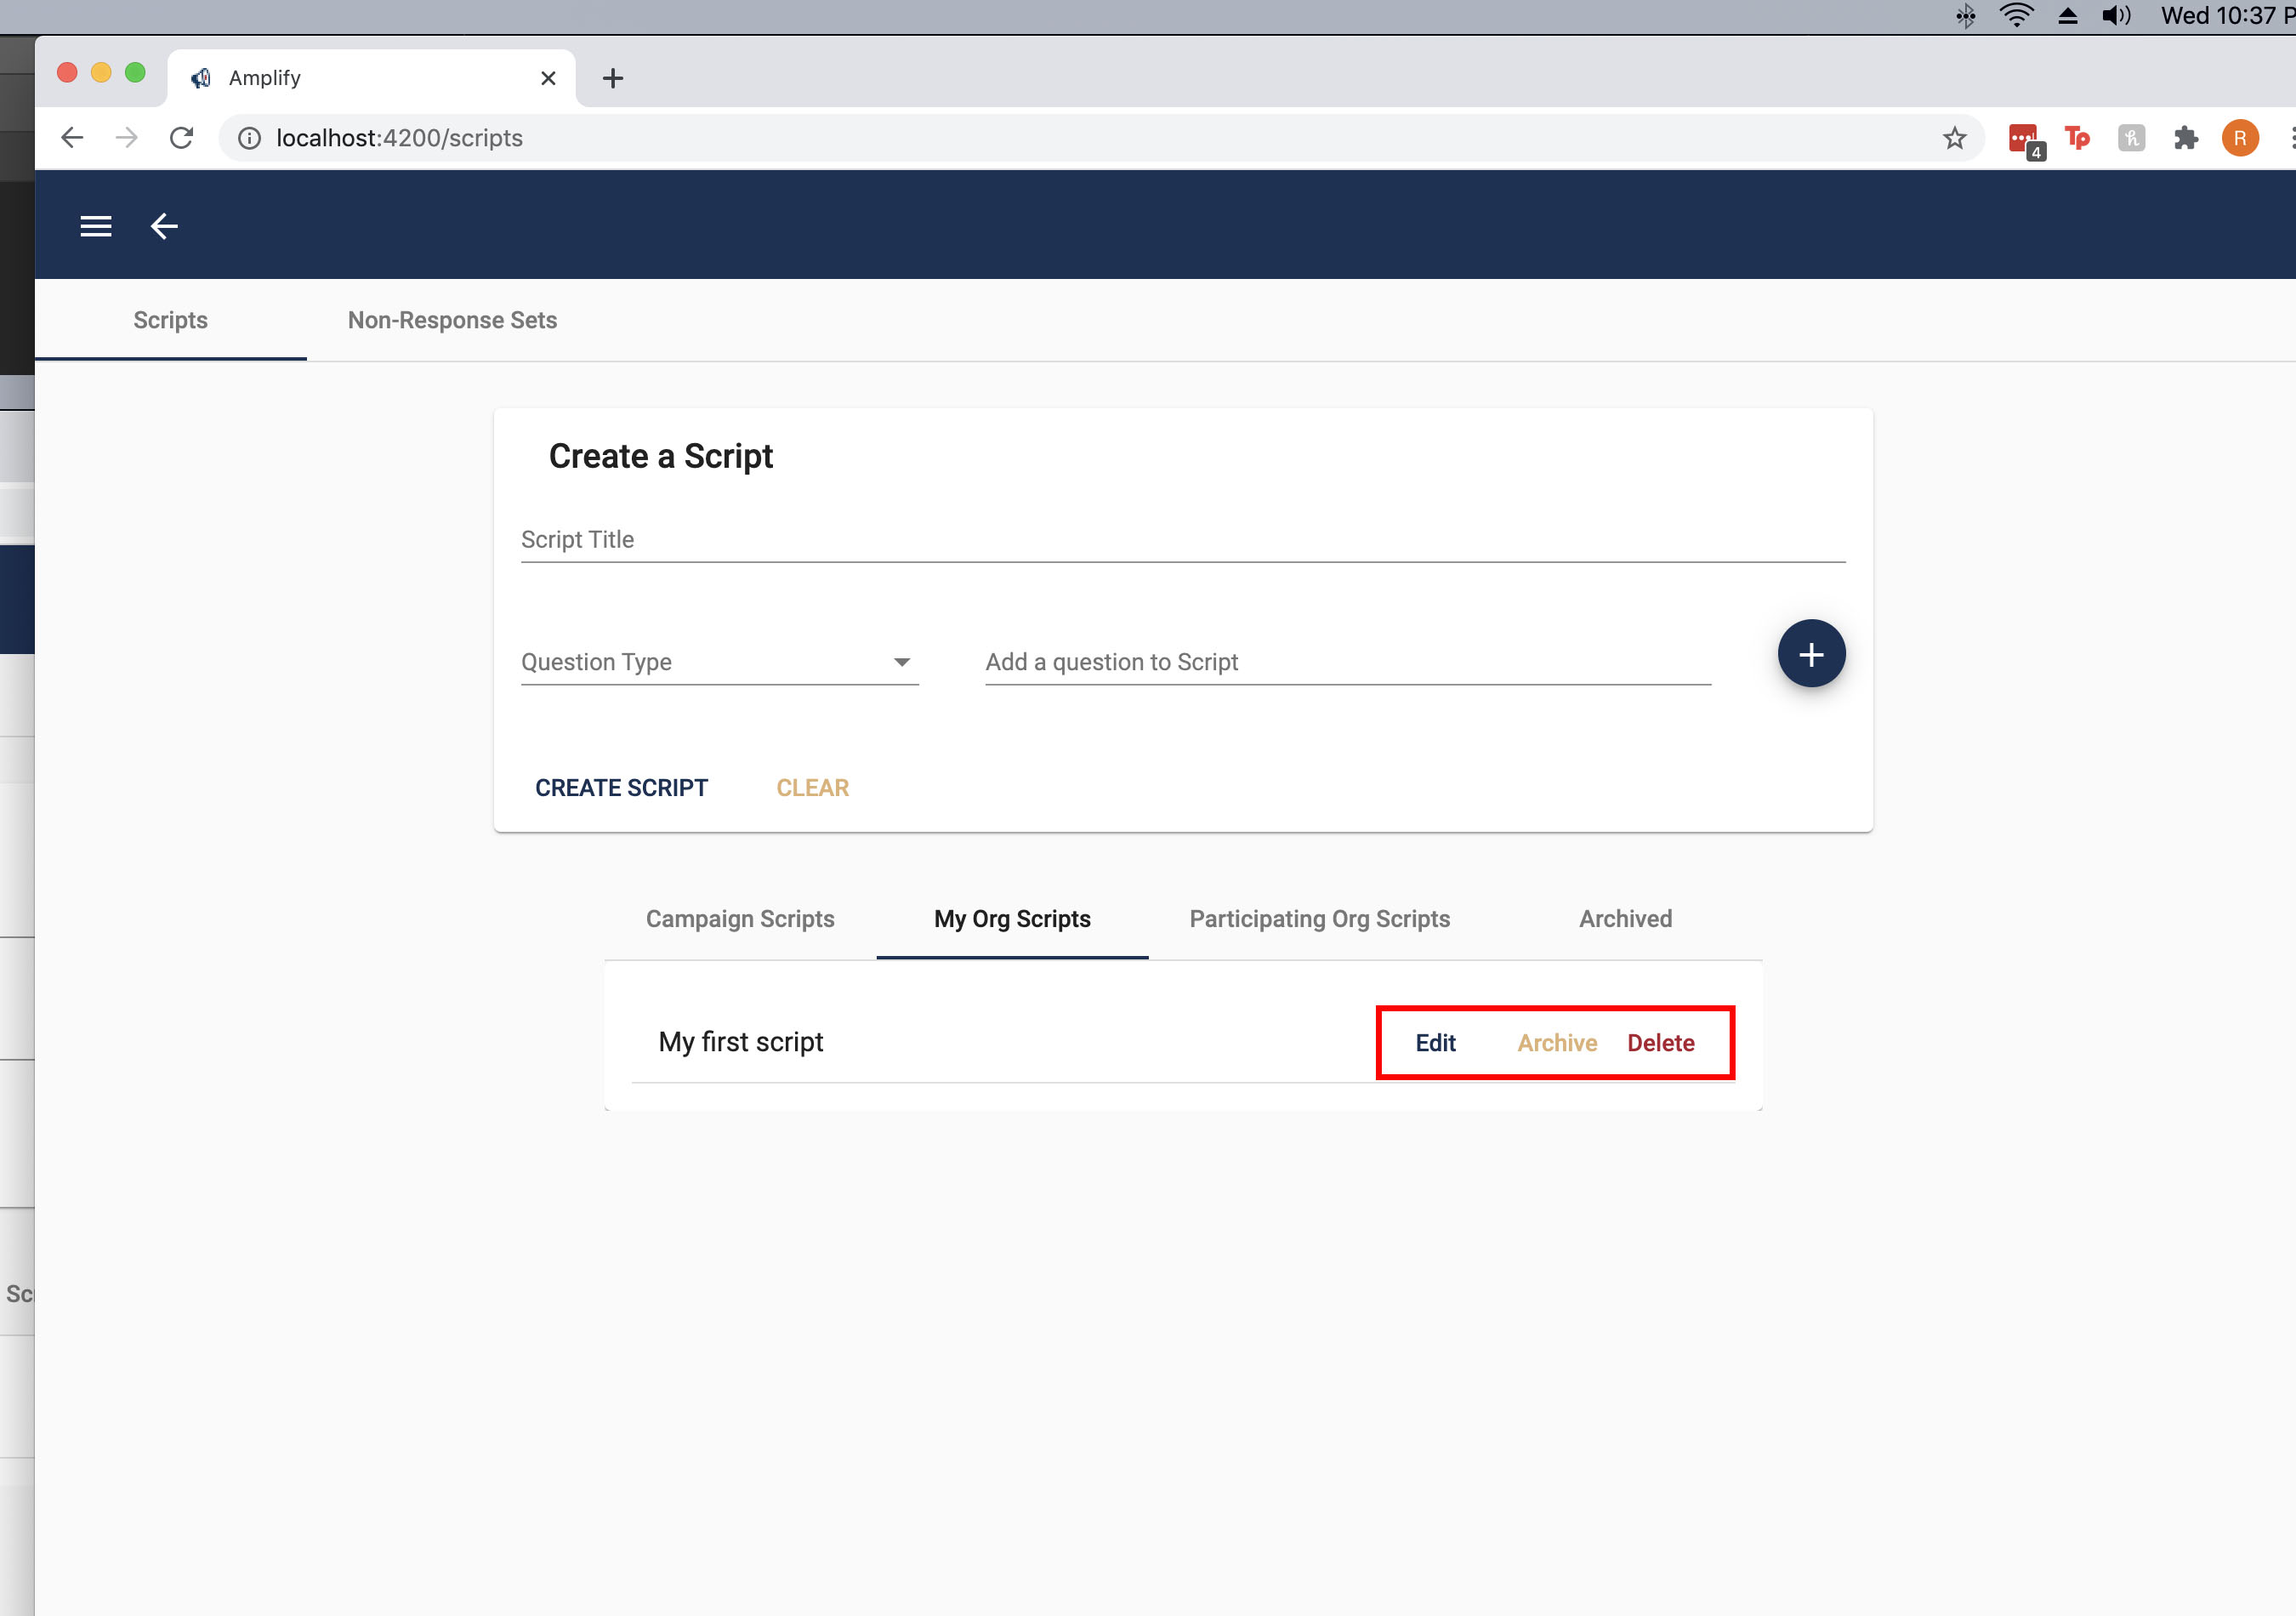 Wed 10:37 P
Amplify
localhost:4200/scripts
4
Tp
h
R
Scripts Non-Response Sets
Create a Script
Script Title
Question Type Add a question to Script
CREATE SCRIPT CLEAR
Campaign Scripts My Org Scripts Participating Org Scripts Archived
My first script Edit Archive Delete
Sc